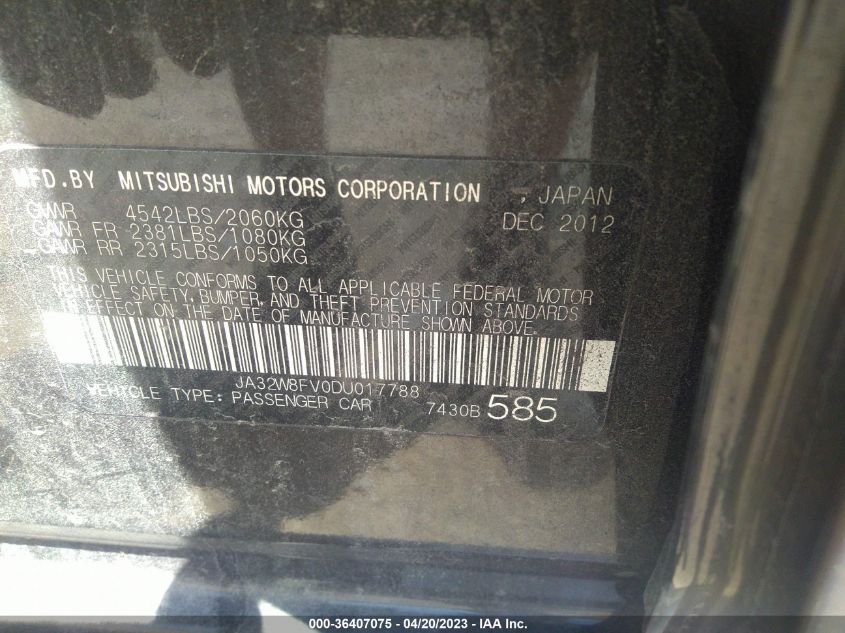 MFD.BY MITSUBISHI MOTORS CORPORATION , JAPAN
GVWR 4542LBS/2060KG DEC 2012
GAWR FR 2381LBS/1080KG
GAWR RR 2315LBS/1050KG
THIS VEHICLE CONFORMS TO ALL APPLICABLE FEDERAL MOTOR
VEHICLE SAFETY, BUMPER, AND THEFT PREVENTION STANDARDS
IN EFFECT ON THE DATE OF MANUFACTURE SHOWN ABOVE.
JA32W8FV0DU017788
VEHICLE TYPE: PASSENGER CAR 7430B 585
000-36407075 / 04/20/2023 - IAA Inc.